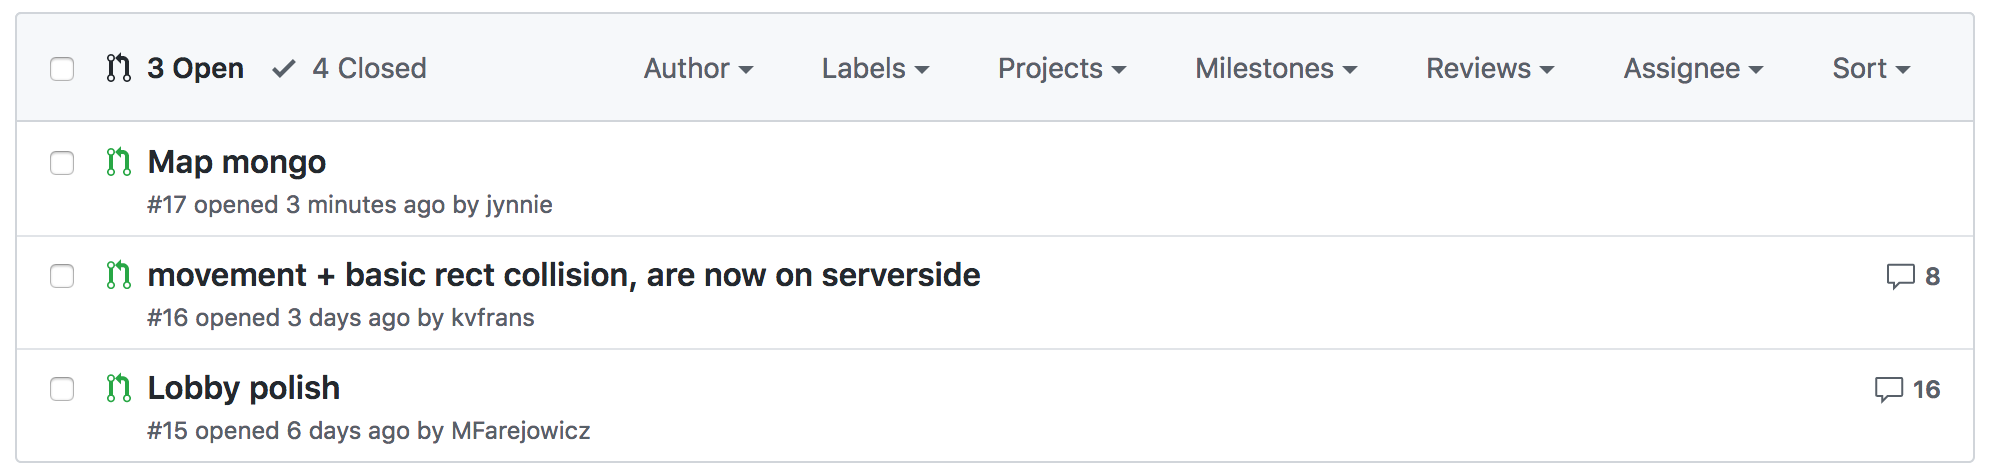 3 Open 4 Closed Author Labels Projects Milestones Reviews Assignee Sort
Map mongo
#17 opened 3 minutes ago by jynnie
movement + basic rect collision, are now on serverside 8
#16 opened 3 days ago by kvfrans
Lobby polish 16
#15 opened 6 days ago by MFarejowicz